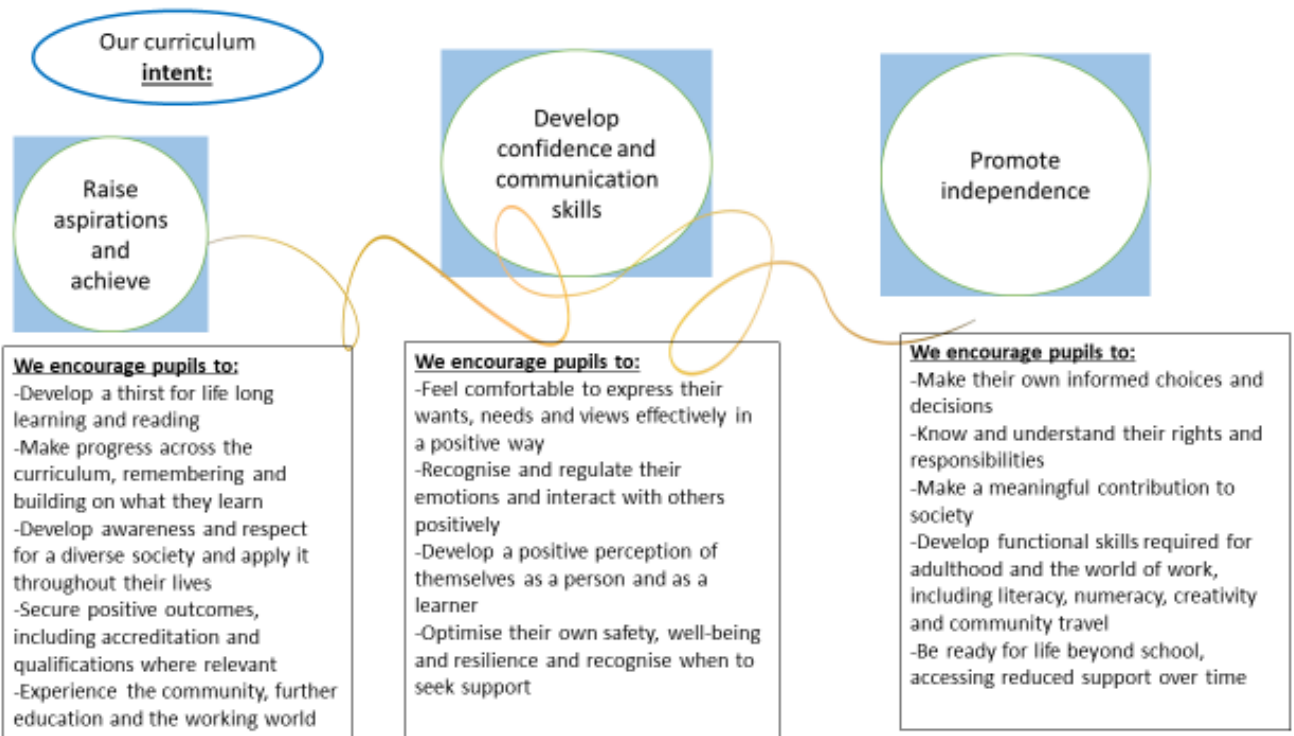 Our curriculum
intent:
Raise
aspirations
and
achieve
Develop
confidence and
communication
skills
Promote
independence
We encourage pupils to:
-Develop a thirst for life long
learning and reading
-Make progress across the
curriculum, remembering and
building on what they learn
-Develop awareness and respect
for a diverse society and apply it
throughout their lives
-Secure positive outcomes,
including accreditation and
qualifications where relevant
-Experience the community, further
education and the working world
We encourage pupils to:
-Feel comfortable to express their
wants, needs and views effectively in
a positive way
-Recognise and regulate their
emotions and interact with others
positively
-Develop a positive perception of
themselves as a person and as a
learner
-Optimise their own safety, well-being
and resilience and recognise when to
seek support
We encourage pupils to:
-Make their own informed choices and
decisions
-Know and understand their rights and
responsibilities
-Make a meaningful contribution to
society
-Develop functional skills required for
adulthood and the world of work,
including literacy, numeracy, creativity
and community travel
-Be ready for life beyond school,
accessing reduced support over time